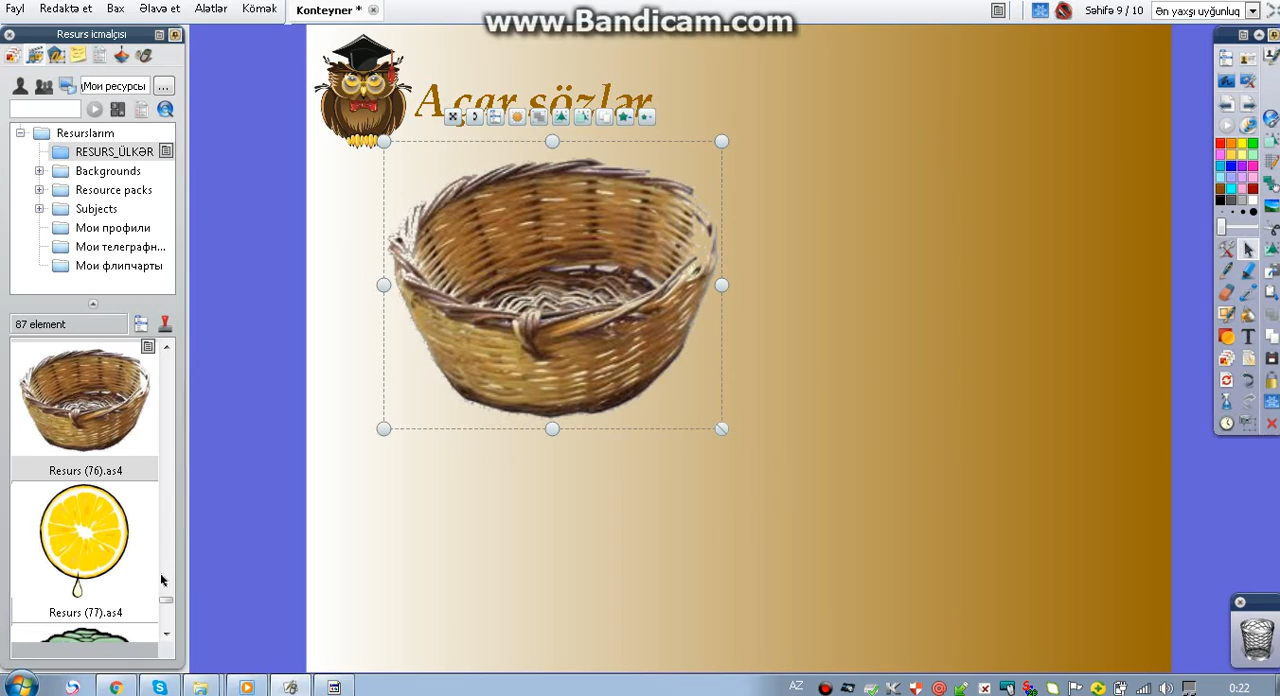 Fayl Redaktə et Bax Əlavə et Alətlər Kömək Konteyner * www.Bandicam.com Səhifə 9 / 10 Ən yaxşı uyğunluq
Resurs icmalçısı
Мои ресурсы ...
Resurslarım
RESURS_ÜLKƏR
Backgrounds
Resource packs
Subjects
Мои профили
Мои телеграфн...
Мои флипчарты
87 element
Resurs (76).as4
Resurs (77).as4
Açar sözlər
AZ 0:22